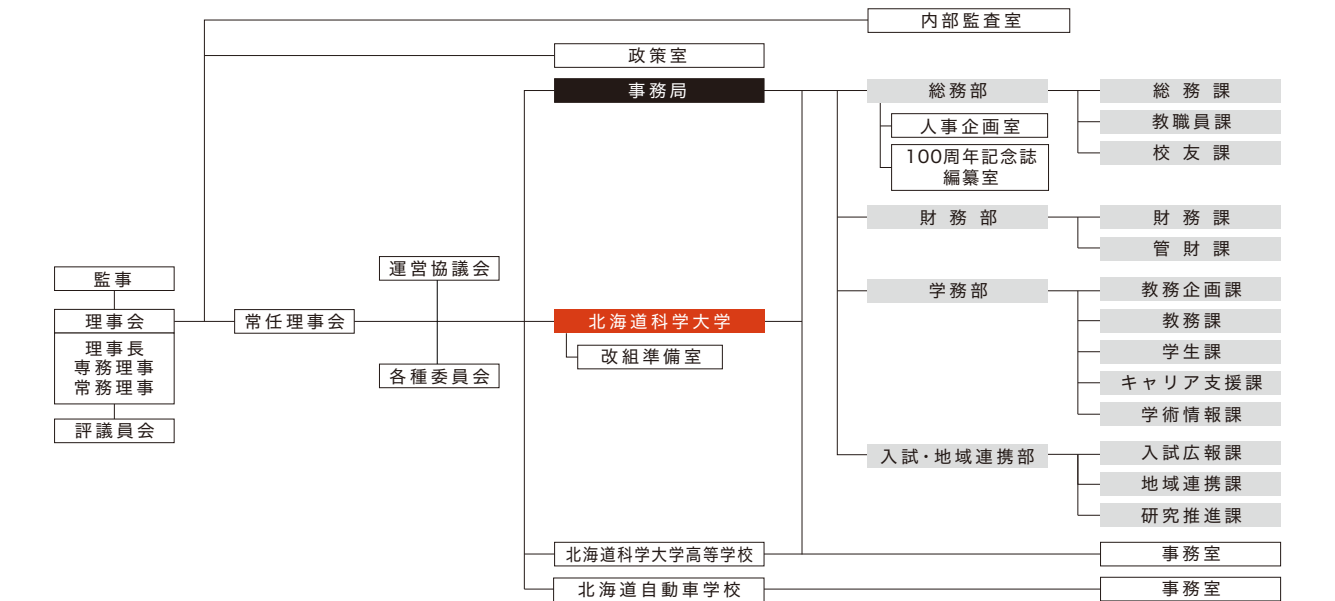 内部監査室
政策室
事務局
総務部
総務課
人事企画室
教職員課
100周年記念誌
編纂室
校友課
財務部
財務課
管財課
監事
運営協議会
学務部
教務企画課
理事会
常任理事会
北海道科学大学
教務課
理事長
専務理事
常務理事
改組準備室
学生課
各種委員会
キャリア支援課
評議員会
学術情報課
入試・地域連携部
入試広報課
地域連携課
研究推進課
北海道科学大学高等学校
事務室
北海道自動車学校
事務室